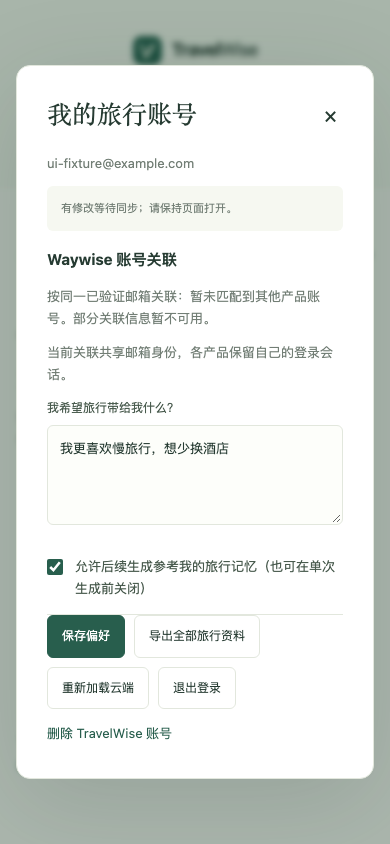 TravelWise
我的旅行账号
×
ui-fixture@example.com
有修改等待同步；请保持页面打开。
Waywise 账号关联
按同一已验证邮箱关联：暂未匹配到其他产品账
号。部分关联信息暂不可用。
当前关联共享邮箱身份，各产品保留自己的登录会
话。
我希望旅行带给我什么？
我更喜欢慢旅行，想少换酒店
允许后续生成参考我的旅行记忆（也可在单次
生成前关闭）
保存偏好
导出全部旅行资料
重新加载云端
退出登录
删除 TravelWise 账号